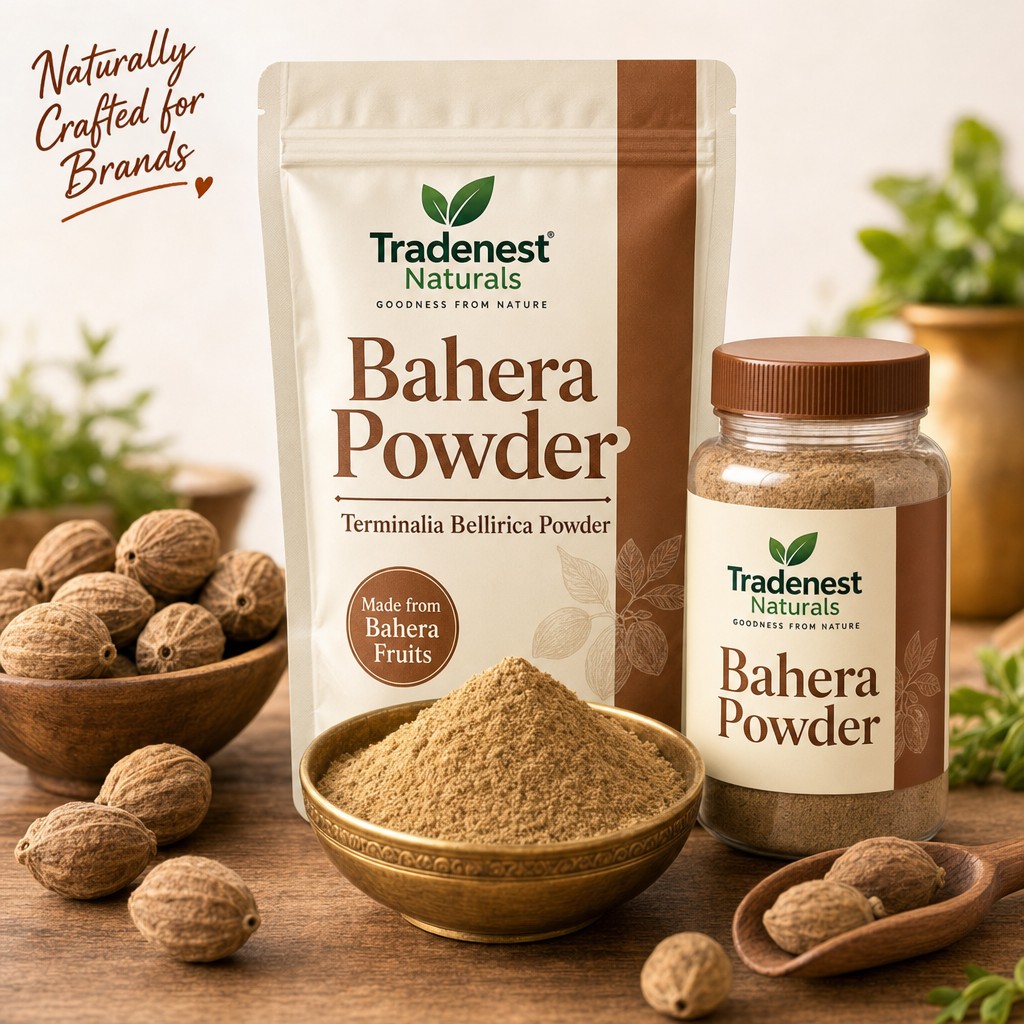 Naturally
Crafted for
Brands
Tradenest®
Naturals
GOODNESS FROM NATURE
Bahera
Powder
Terminalia Bellirica Powder
Made from
Bahera
Fruits
Tradenest
Naturals
GOODNESS FROM NATURE
Bahera
Powder